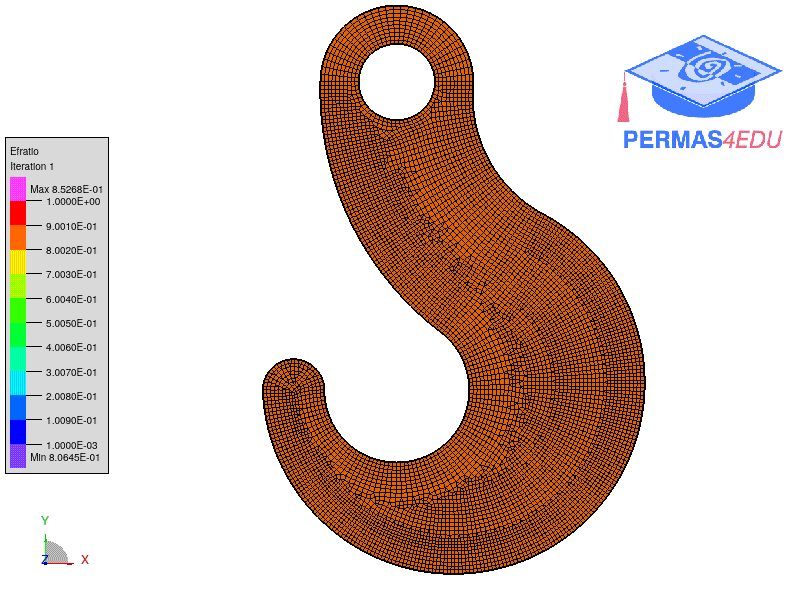 PERMAS4EDU
Efratio
Iteration 1
Max 8.5268E-01
1.0000E+00
9.0010E-01
8.0020E-01
7.0030E-01
6.0040E-01
5.0050E-01
4.0060E-01
3.0070E-01
2.0080E-01
1.0090E-01
1.0000E-03
Min 8.0645E-01
Y
Z X